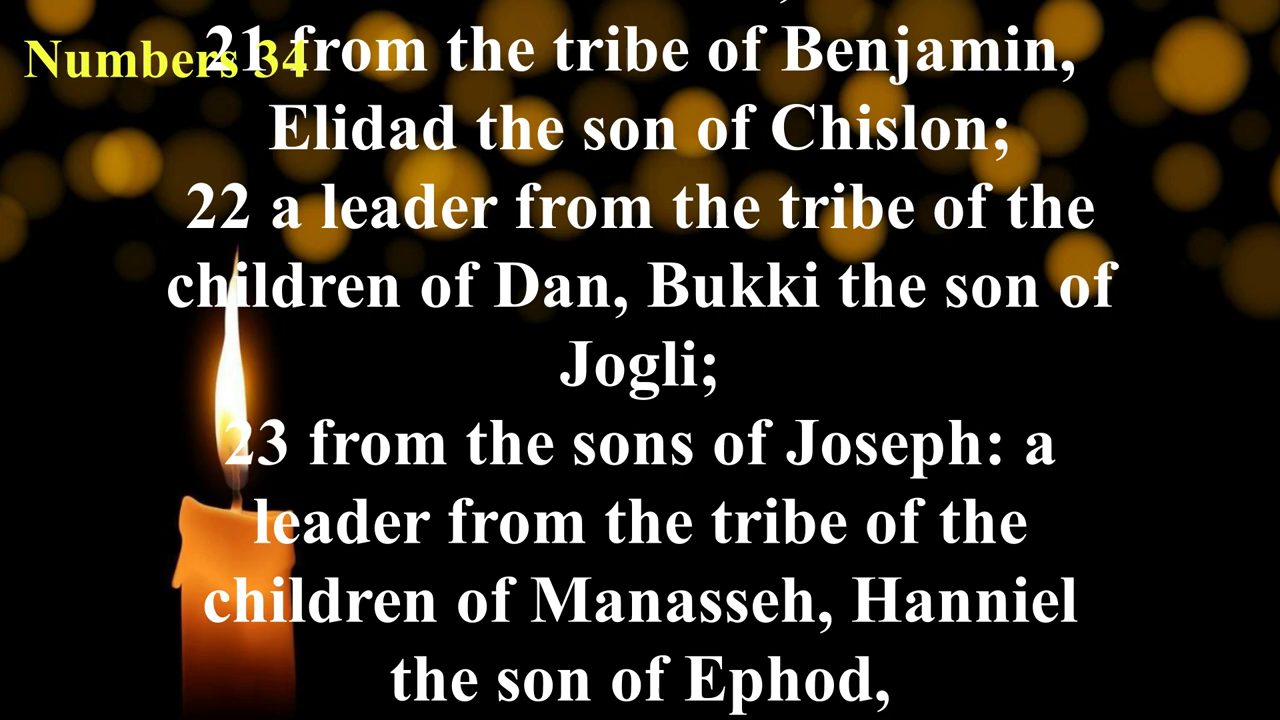 Numbers 34
21 from the tribe of Benjamin,
Elidad the son of Chislon;
22 a leader from the tribe of the
children of Dan, Bukki the son of
Jogli;
23 from the sons of Joseph: a
leader from the tribe of the
children of Manasseh, Hanniel
the son of Ephod,